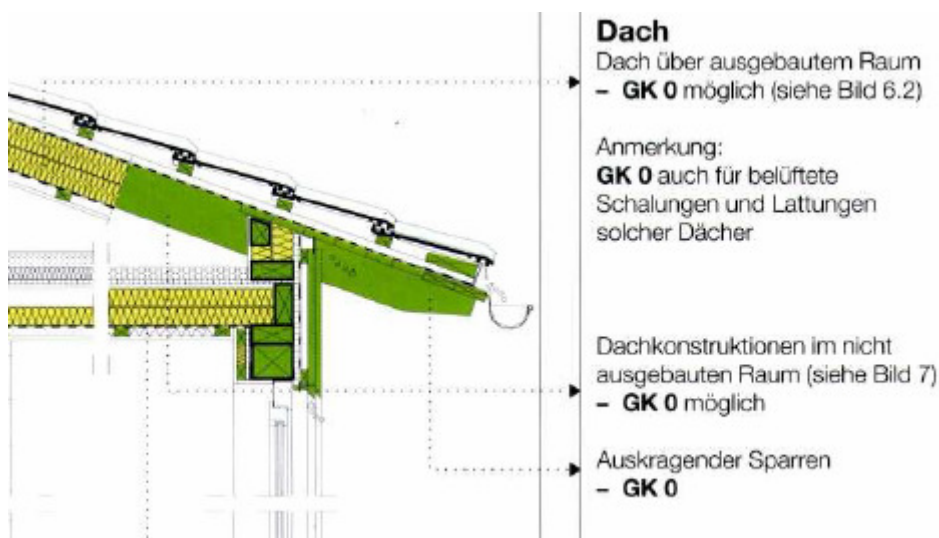 Dach
Dach über ausgebautem Raum
– GK 0 möglich (siehe Bild 6.2)
Anmerkung:
GK 0 auch für belüftete
Schalungen und Lattungen
solcher Dächer
Dachkonstruktionen im nicht
ausgebauten Raum (siehe Bild 7)
– GK 0 möglich
Auskragender Sparren
– GK 0